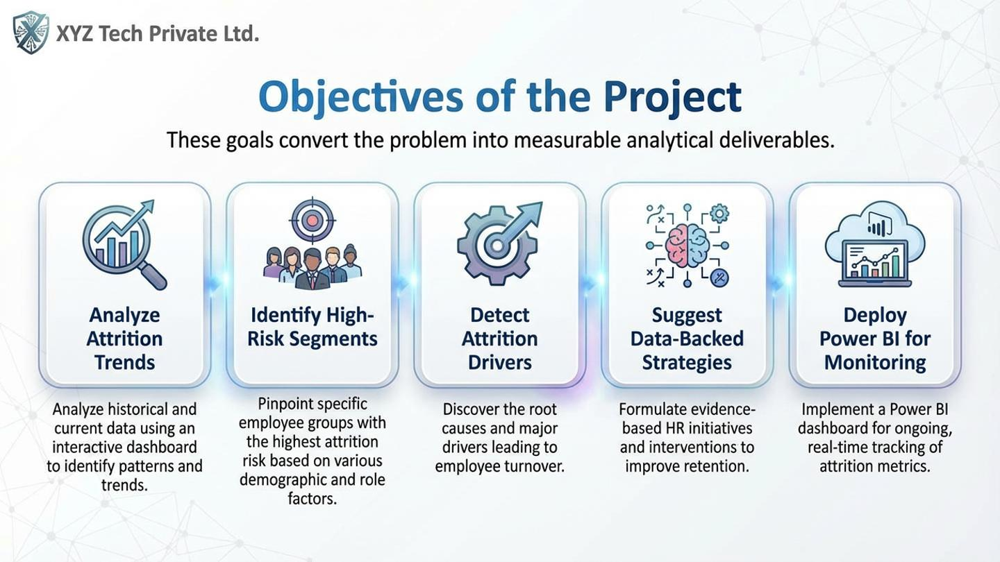 XYZ Tech Private Ltd.
Objectives of the Project
These goals convert the problem into measurable analytical deliverables.
Analyze
Attrition
Trends
Analyze historical and
current data using an
interactive dashboard
to identify patterns and
trends.
Identify High-
Risk Segments
Pinpoint specific
employee groups with
the highest attrition
risk based on various
demographic and role
factors.
Detect
Attrition
Drivers
Discover the root
causes and major
drivers leading to
employee turnover.
Suggest
Data-Backed
Strategies
Formulate evidence-
based HR initiatives
and interventions to
improve retention.
Deploy
Power BI for
Monitoring
Implement a Power BI
dashboard for ongoing,
real-time tracking of
attrition metrics.